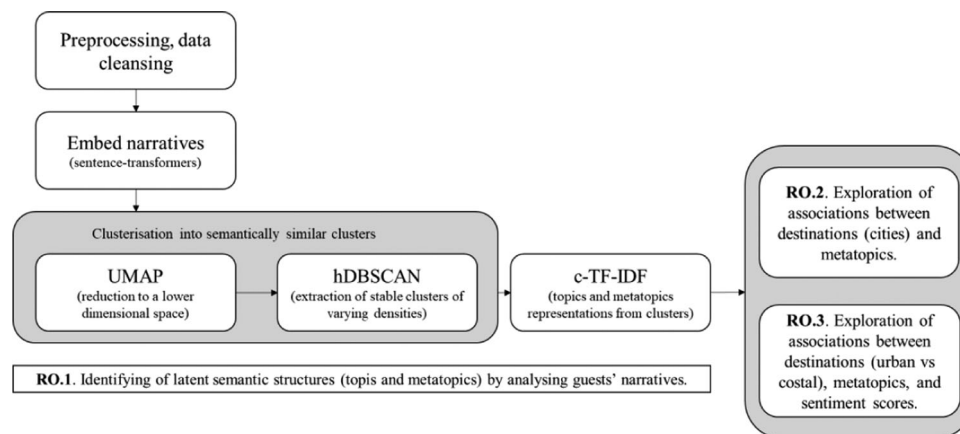 Preprocessing, data
cleansing
Embed narratives
(sentence-transformers)
Clusterisation into semantically similar clusters
UMAP
(reduction to a lower
dimensional space)
hDBSCAN
(extraction of stable clusters of
varying densities)
c-TF-IDF
(topics and metatopics
representations from clusters)
RO.1. Identifying of latent semantic structures (topis and metatopics) by analysing guests' narratives.
RO.2. Exploration of
associations between
destinations (cities) and
metatopics.
RO.3. Exploration of
associations between
destinations (urban vs
costal), metatopics, and
sentiment scores.